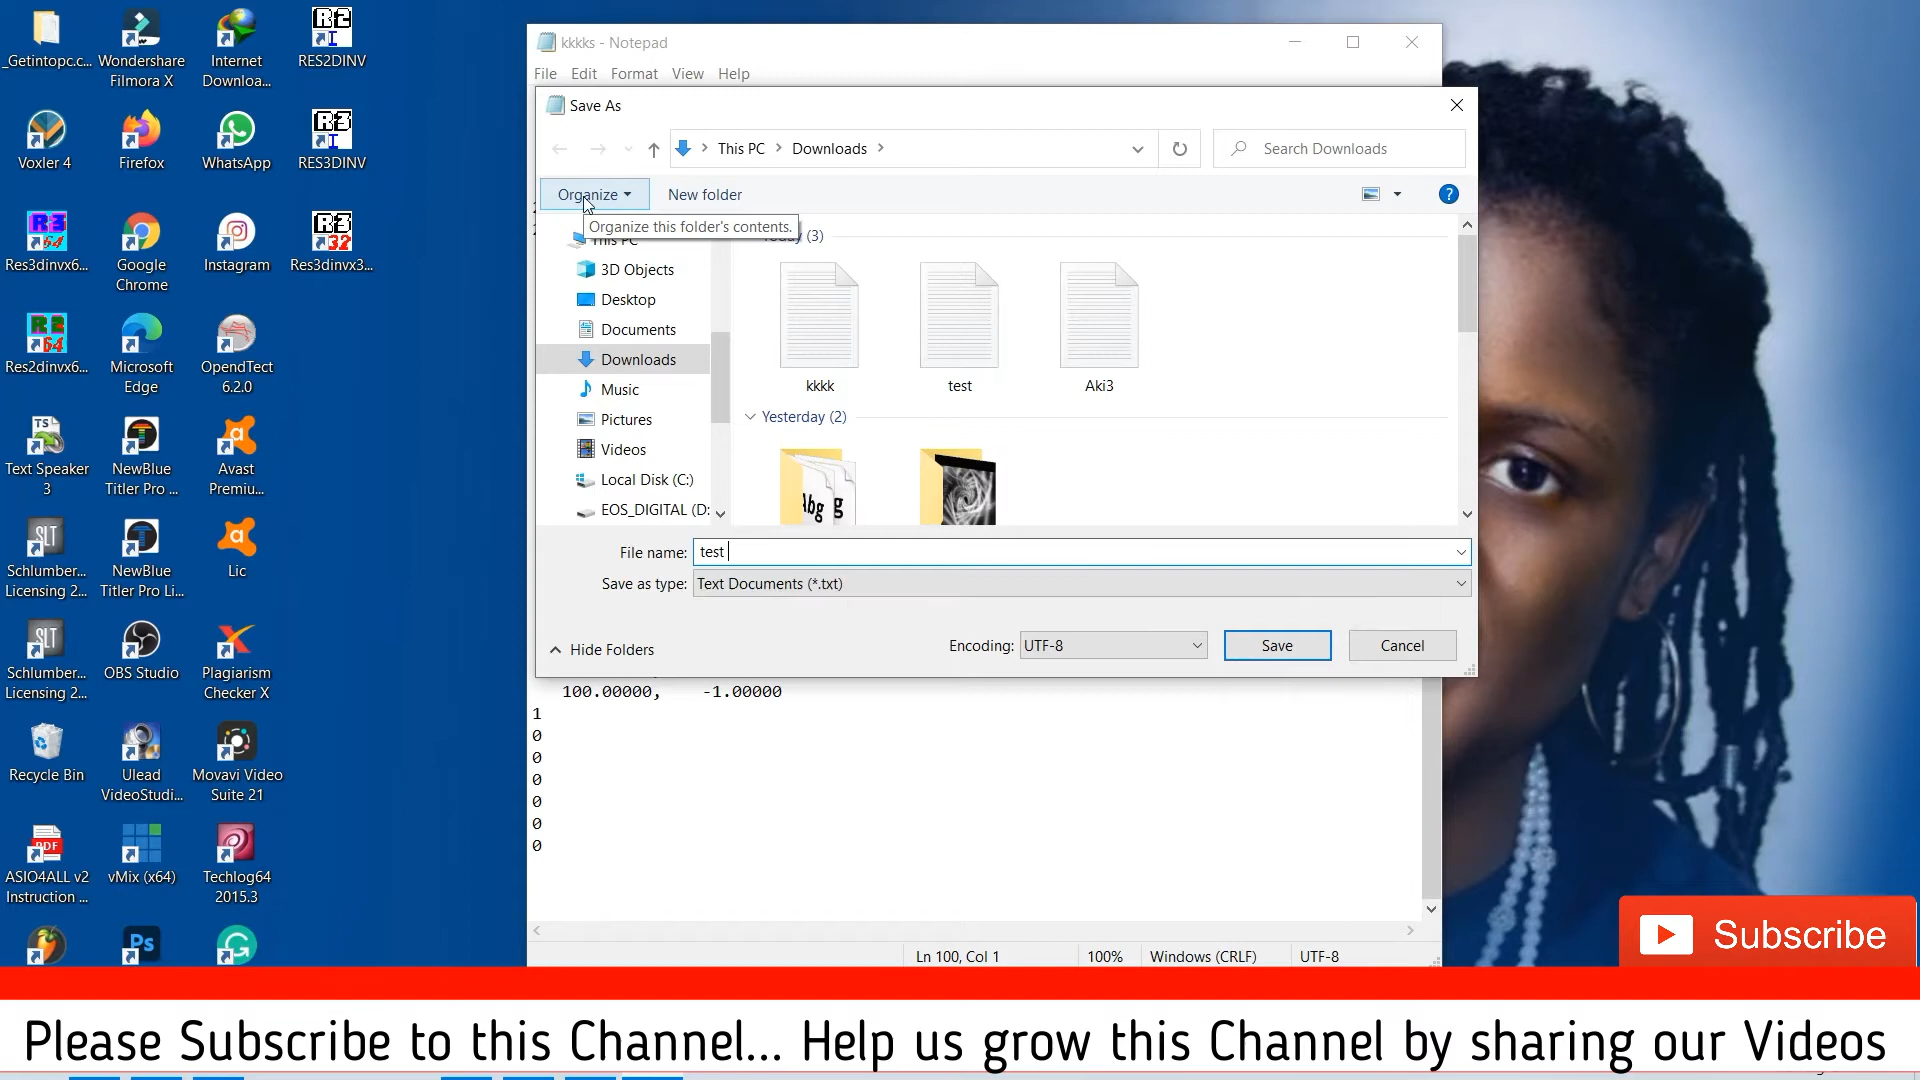 _Getintopc.c...
Wondershare
Filmora X
Internet
Downloa...
RES2DINV
Voxler 4
Firefox
WhatsApp
RES3DINV
Res3dinvx6...
Google
Chrome
Instagram
Res3dinvx3...
Res2dinvx6...
Microsoft
Edge
OpendTect
6.2.0
Text Speaker
3
NewBlue
Titler Pro ...
Avast
Premiu...
Schlumber...
Licensing 2...
NewBlue
Titler Pro Li...
Lic
Schlumber...
Licensing 2...
OBS Studio
Plagiarism
Checker X
Recycle Bin
Ulead
VideoStudi...
Movavi Video
Suite 21
ASIO4ALL v2
Instruction ...
vMix (x64)
Techlog64
2015.3
kkkks - Notepad
File Edit Format View Help
Save As
This PC > Downloads >
Search Downloads
Organize
New folder
Organize this folder's contents.
This PC
3D Objects
Desktop
Documents
Downloads
Music
Pictures
Videos
Local Disk (C:)
EOS_DIGITAL (D:
Today (3)
kkkk
test
Aki3
Yesterday (2)
File name: test
Save as type: Text Documents (*.txt)
Hide Folders
Encoding: UTF-8
Save
Cancel
100.00000, -1.00000
1
0
0
0
0
0
0
Ln 100, Col 1
100%
Windows (CRLF)
UTF-8
Subscribe
Please Subscribe to this Channel... Help us grow this Channel by sharing our Videos